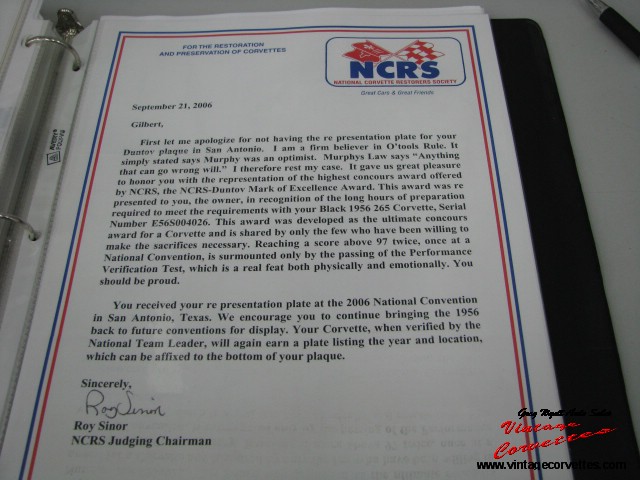 FOR THE RESTORATION
AND PRESERVATION OF CORVETTES
NCRS
NATIONAL CORVETTE RESTORERS SOCIETY
Great Cars & Great Friends
September 21, 2006
Gilbert,
First let me apologize for not having the re presentation plate for your
Duntov plaque in San Antonio. I am a firm believer in O'tools Rule. It
simply stated says Murphy was an optimist. Murphys Law says "Anything
that can go wrong will." I therefore rest my case. It gave us great pleasure
to honor you with the representation of the highest concours award offered
by NCRS, the NCRS-Duntov Mark of Excellence Award. This award was re
presented to you, the owner, in recognition of the long hours of preparation
required to meet the requirements with your Black 1956 265 Corvette, Serial
Number E56S004026. This award was developed as the ultimate concours
award for a Corvette and is shared by only the few who have been willing to
make the sacrifices necessary. Reaching a score above 97 twice, once at a
National Convention, is surmounted only by the passing of the Performance
Verification Test, which is a real feat both physically and emotionally. You
should be proud.
You received your re presentation plate at the 2006 National Convention
in San Antonio, Texas. We encourage you to continue bringing the 1956
back to future conventions for display. Your Corvette, when verified by the
National Team Leader, will again earn a plate listing the year and location,
which can be affixed to the bottom of your plaque.
Sincerely,
Roy Sinor
Roy Sinor
NCRS Judging Chairman
Greg Wyatt Auto Sales
Vintage
Corvettes
www.vintagecorvettes.com